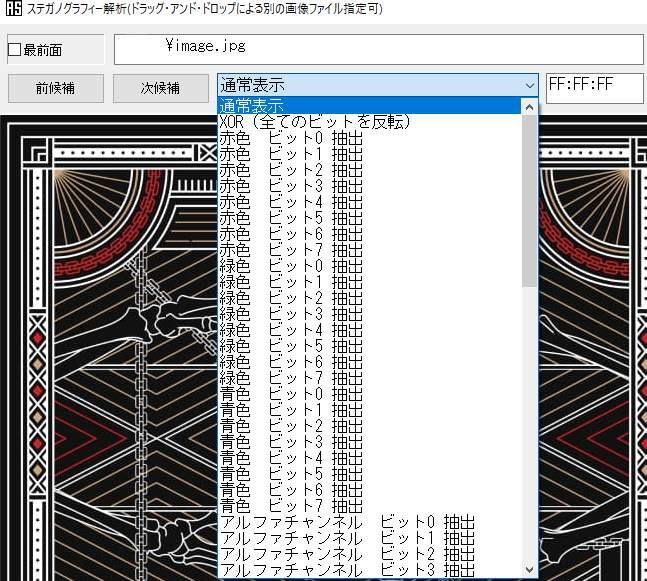 ステガノグラフィー解析(ドラッグ・アンド・ドロップによる別の画像ファイル指定可)
最前面
¥image.jpg
前候補
次候補
通常表示
FF:FF:FF
通常表示
XOR（全てのビットを反転）
赤色　ビット0 抽出
赤色　ビット1 抽出
赤色　ビット2 抽出
赤色　ビット3 抽出
赤色　ビット4 抽出
赤色　ビット5 抽出
赤色　ビット6 抽出
赤色　ビット7 抽出
緑色　ビット0 抽出
緑色　ビット1 抽出
緑色　ビット2 抽出
緑色　ビット3 抽出
緑色　ビット4 抽出
緑色　ビット5 抽出
緑色　ビット6 抽出
緑色　ビット7 抽出
青色　ビット0 抽出
青色　ビット1 抽出
青色　ビット2 抽出
青色　ビット3 抽出
青色　ビット4 抽出
青色　ビット5 抽出
青色　ビット6 抽出
青色　ビット7 抽出
アルファチャンネル　ビット0 抽出
アルファチャンネル　ビット1 抽出
アルファチャンネル　ビット2 抽出
アルファチャンネル　ビット3 抽出